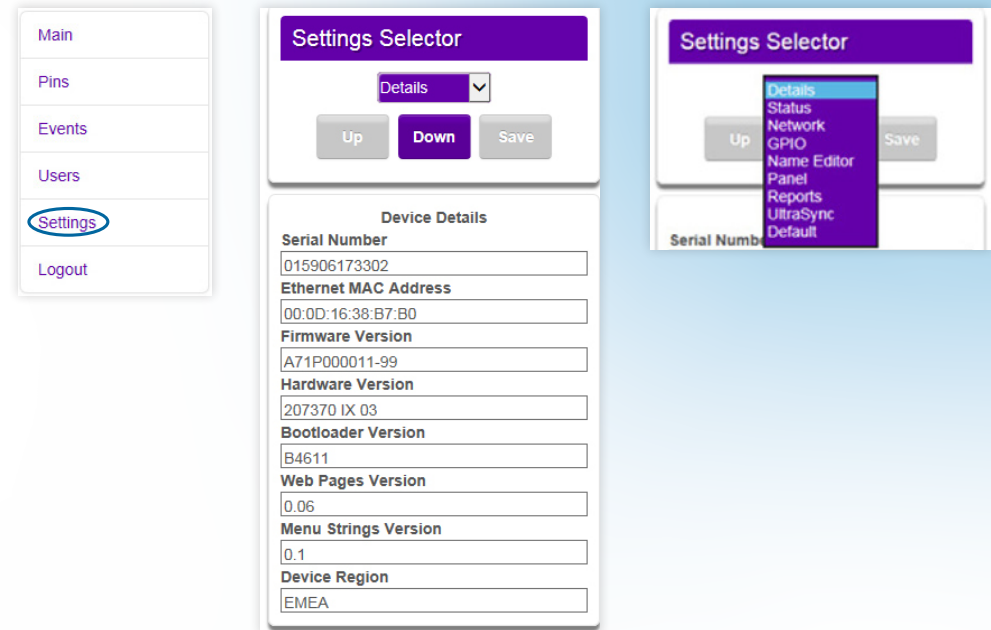 Main
Pins
Events
Users
Settings
Logout
Settings Selector
Details
Up Down Save
Device Details
Serial Number
015906173302
Ethernet MAC Address
00:0D:16:38:B7:B0
Firmware Version
A71P000011-99
Hardware Version
207370 IX 03
Bootloader Version
B4611
Web Pages Version
0.06
Menu Strings Version
0.1
Device Region
EMEA
Settings Selector
Details
Status
Network
Up GPIO Save
Name Editor
Panel
Reports
UltraSync
Default
Serial Numb